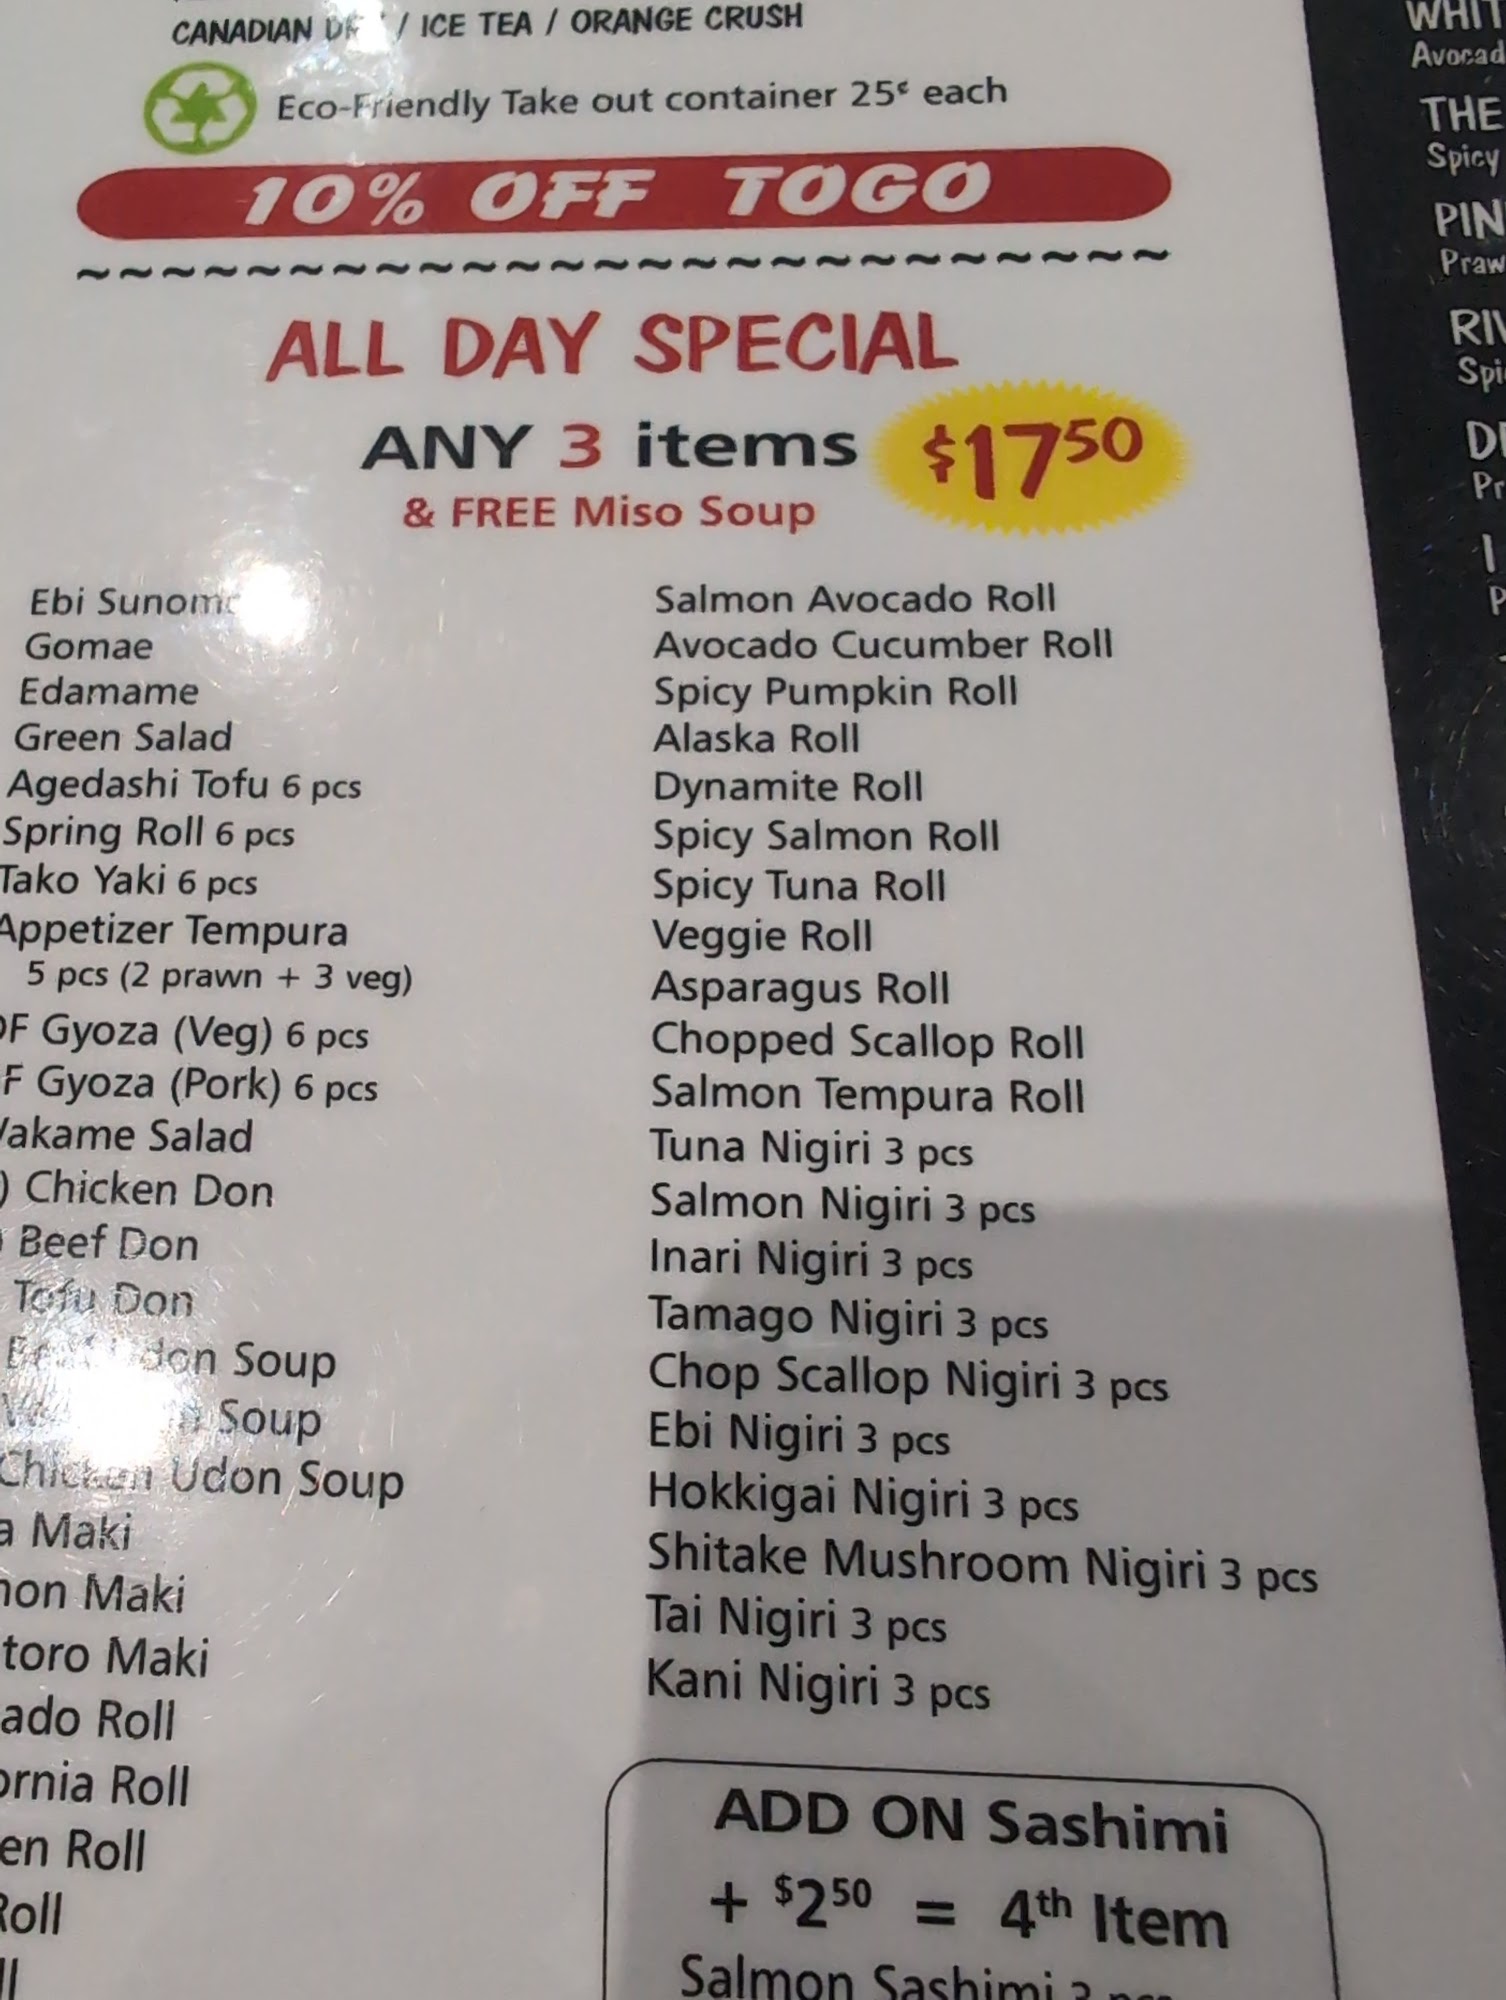 CANADIAN / ICE TEA / ORANGE CRUSH
Eco-Friendly Take out container 25¢ each
10% OFF TOGO
~~~~~~~~~~~~~~~~~~~~~~~~~~
ALL DAY SPECIAL
ANY 3 items $17.50
& FREE Miso Soup
Ebi
Gomae
Edamame
Green Salad
Agedashi Tofu 6 pcs
Spring Roll 6 pcs
Tako Yaki 6 pcs
Appetizer Tempura
5 pcs (2 prawn + 3 veg)
Gyoza (Veg) 6 pcs
Gyoza (Pork) 6 pcs
Salad
Chicken Don
Beef Don
Tofu Don
Soup
Soup
Chicken Udon Soup
Maki
Maki
Maki
Roll
Roll
Roll
Salmon Avocado Roll
Avocado Cucumber Roll
Spicy Pumpkin Roll
Alaska Roll
Dynamite Roll
Spicy Salmon Roll
Spicy Tuna Roll
Veggie Roll
Asparagus Roll
Chopped Scallop Roll
Salmon Tempura Roll
Tuna Nigiri 3 pcs
Salmon Nigiri 3 pcs
Inari Nigiri 3 pcs
Tamago Nigiri 3 pcs
Chop Scallop Nigiri 3 pcs
Ebi Nigiri 3 pcs
Hokkigai Nigiri 3 pcs
Shitake Mushroom Nigiri 3 pcs
Tai Nigiri 3 pcs
Kani Nigiri 3 pcs
ADD ON Sashimi
+ $2.50 = 4th Item
Salmon Sashimi
THE
Spicy